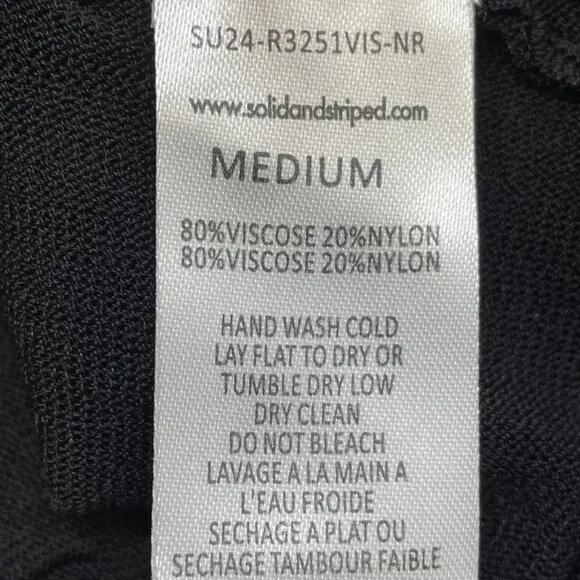 SU24-R3251VIS-NR
www.solidandstriped.com
MEDIUM
80%VISCOSE 20%NYLON
80%VISCOSE 20%NYLON
HAND WASH COLD
LAY FLAT TO DRY OR
TUMBLE DRY LOW
DRY CLEAN
DO NOT BLEACH
LAVAGE A LA MAIN A
L'EAU FROIDE
SECHAGE A PLAT OU
SECHAGE TAMBOUR FAIBLE